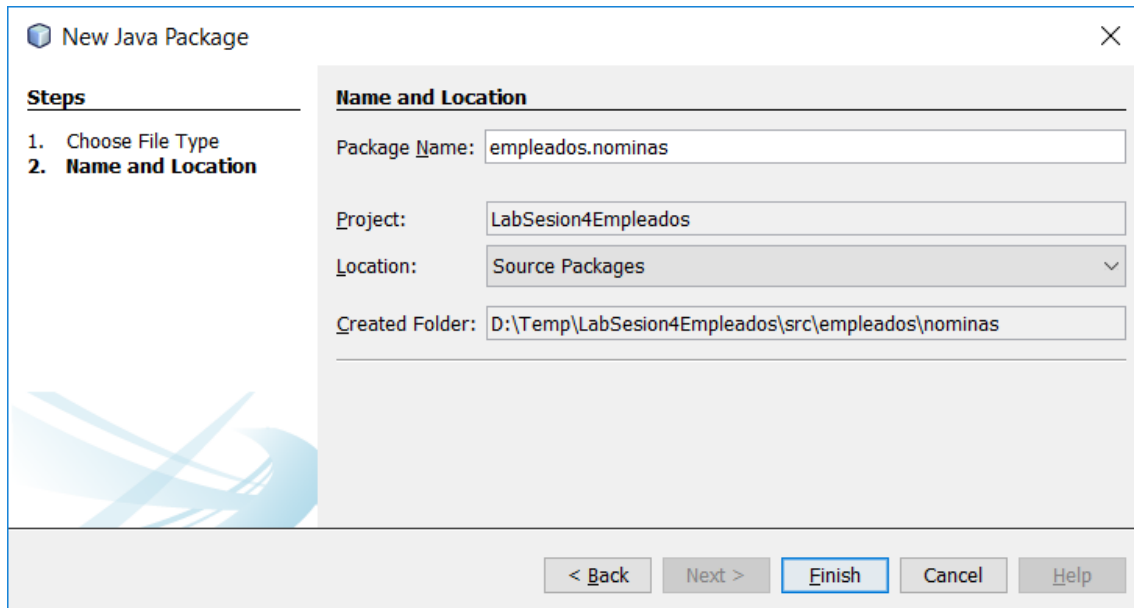 New Java Package
Steps
1. Choose File Type
2. Name and Location
Name and Location
Package Name: empleados.nominas
Project: LabSesion4Empleados
Location: Source Packages
Created Folder: D:\Temp\LabSesion4Empleados\src\empleados\nominas
< Back Next > Finish Cancel Help